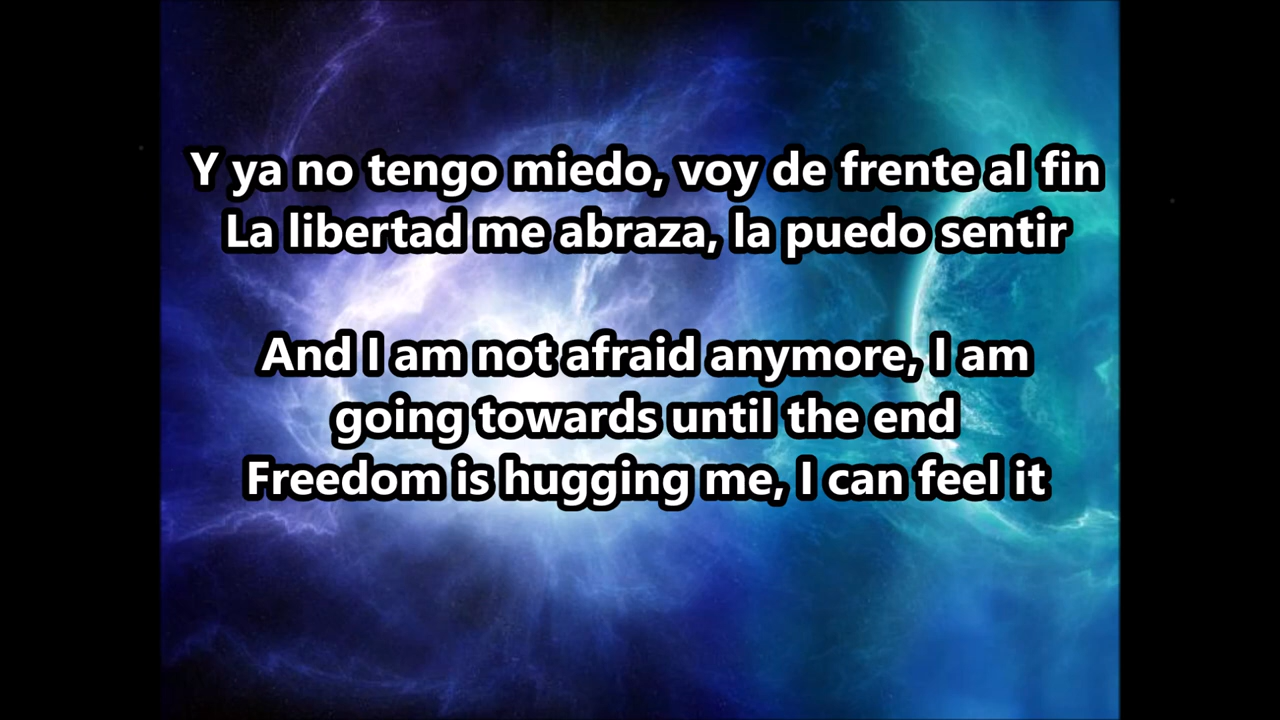 Y ya no tengo miedo, voy de frente al fin
La libertad me abraza, la puedo sentir
And I am not afraid anymore, I am
going towards until the end
Freedom is hugging me, I can feel it